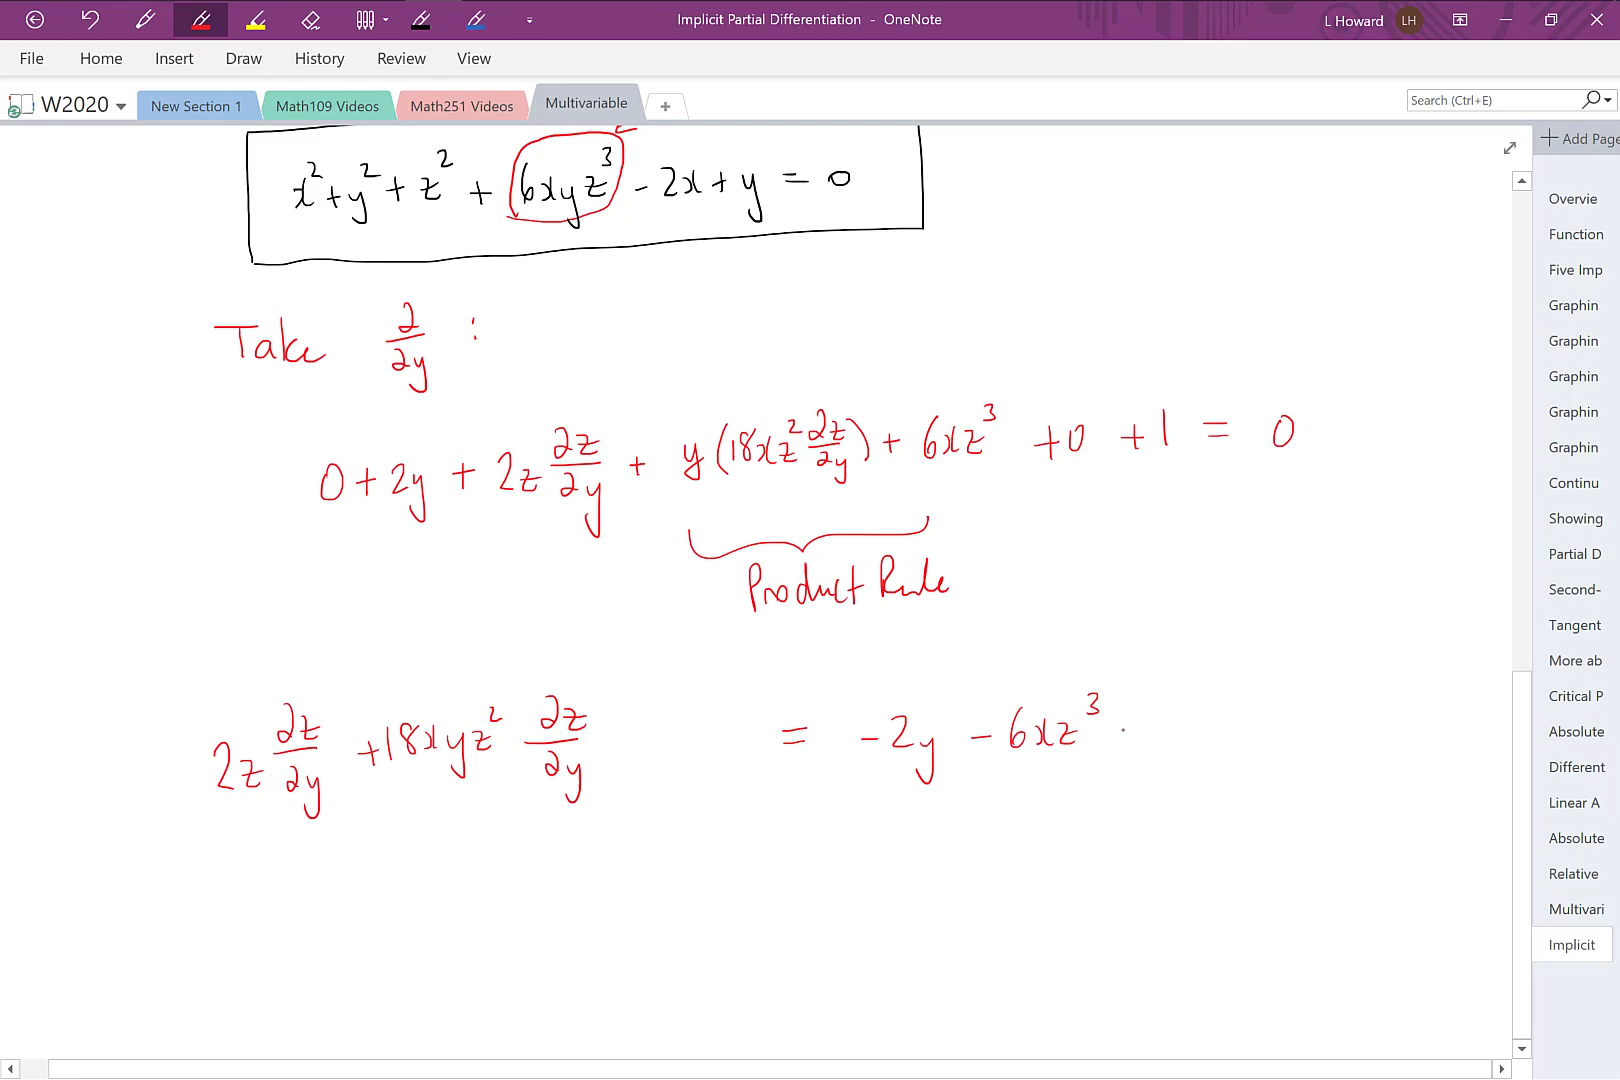 Implicit Partial Differentiation - OneNote
L Howard LH
File Home Insert Draw History Review View
W2020 New Section 1 Math109 Videos Math251 Videos Multivariable + Search (Ctrl+E)
Add Page
x² + y² + z² + 6xyz³ - 2x + y = 0
Take ∂/∂y :
0 + 2y + 2z ∂z/∂y + y(18xz² ∂z/∂y) + 6xz³ + 0 + 1 = 0
Product Rule
2z ∂z/∂y + 18xyz² ∂z/∂y = -2y - 6xz³
Overvie
Function
Five Imp
Graphin
Graphin
Graphin
Graphin
Graphin
Continu
Showing
Partial D
Second-
Tangent
More ab
Critical P
Absolute
Different
Linear A
Absolute
Relative
Multivari
Implicit